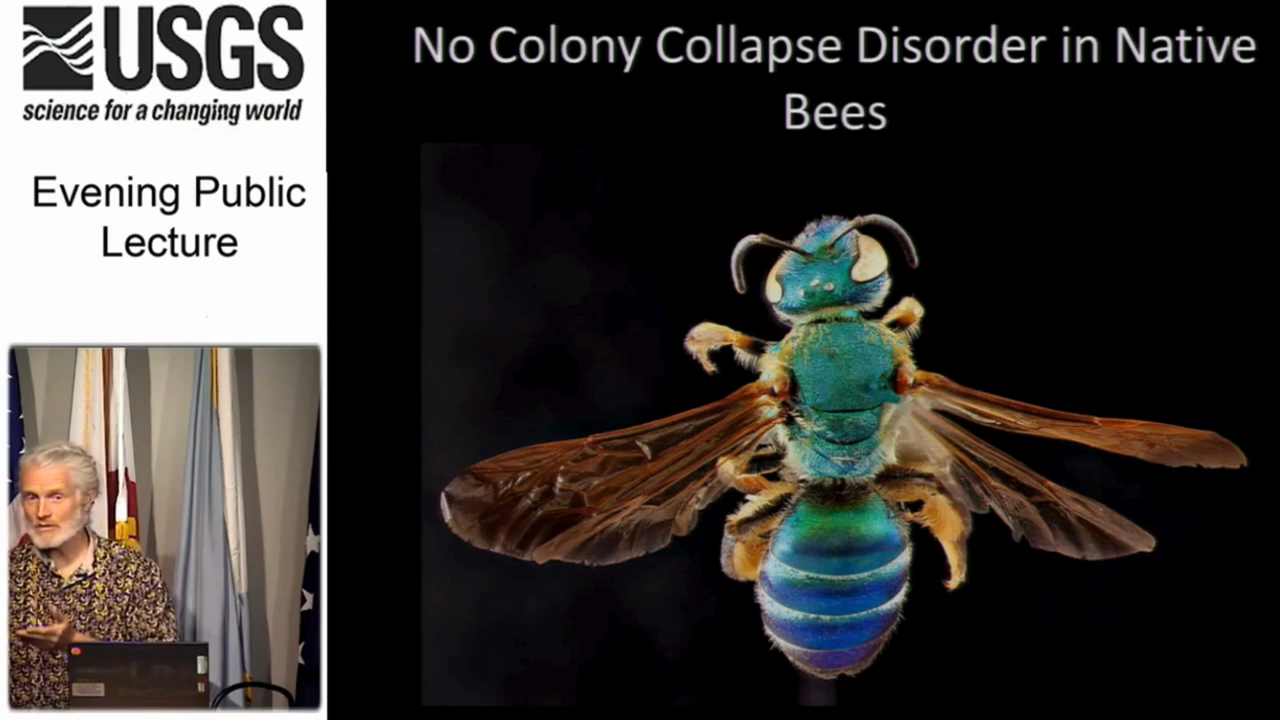 USGS
science for a changing world
Evening Public
Lecture
No Colony Collapse Disorder in Native
Bees